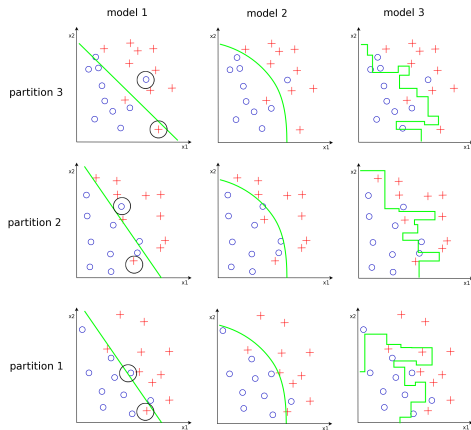 model 1 model 2 model 3
x2 x2 x2
partition 3
x1 x1 x1
x2 x2 x2
partition 2
x1 x1 x1
x2 x2 x2
partition 1
x1 x1 x1